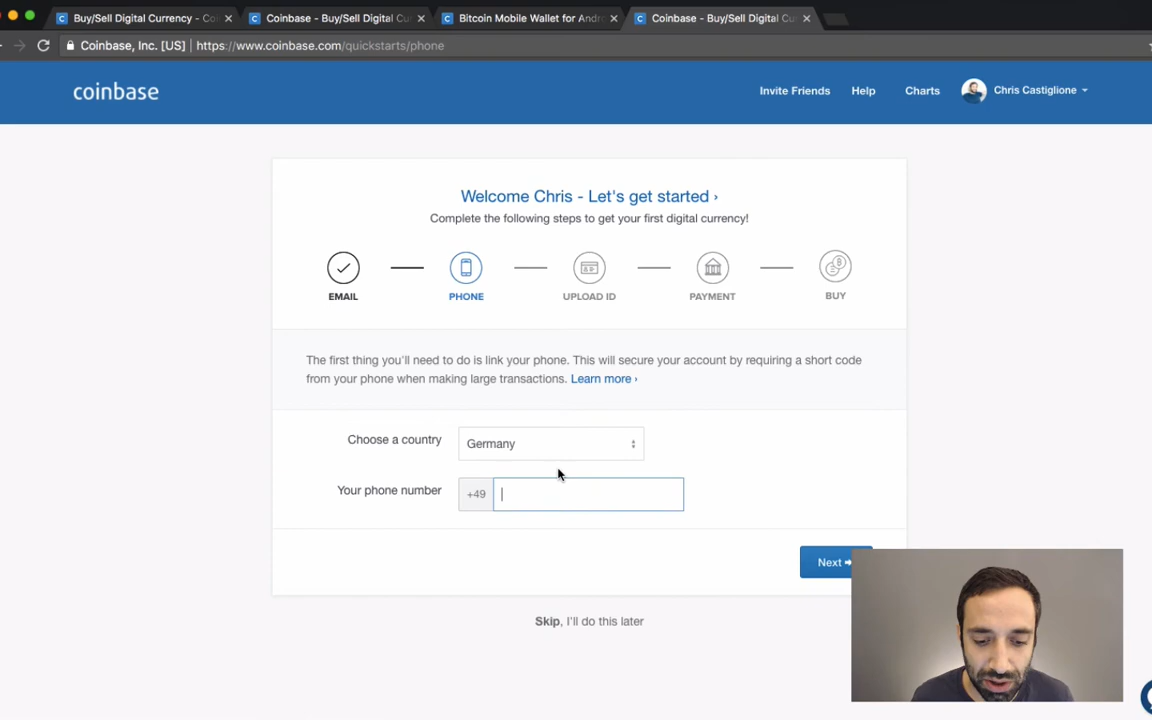 Buy/Sell Digital Currency - Co
Coinbase - Buy/Sell Digital Cu
Bitcoin Mobile Wallet for Andr
Coinbase - Buy/Sell Digital Cu
Coinbase, Inc. [US] https://www.coinbase.com/quickstarts/phone
coinbase
Invite Friends Help Charts Chris Castiglione
Welcome Chris - Let's get started ›
Complete the following steps to get your first digital currency!
EMAIL PHONE UPLOAD ID PAYMENT BUY
The first thing you'll need to do is link your phone. This will secure your account by requiring a short code
from your phone when making large transactions. Learn more ›
Choose a country Germany
Your phone number +49
Next
Skip, I'll do this later